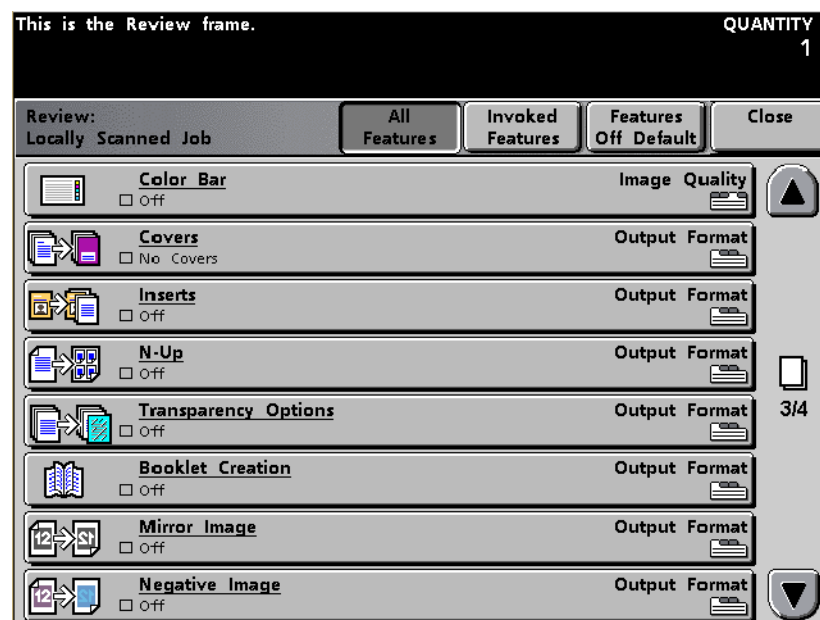 This is the Review frame.
QUANTITY
1
Review:
Locally Scanned Job
All
Features
Invoked
Features
Features
Off Default
Close
Color Bar
Image Quality
Off
Covers
Output Format
No Covers
Inserts
Output Format
Off
N-Up
Output Format
Off
Transparency Options
Output Format
Off
Booklet Creation
Output Format
Off
12
Mirror Image
Output Format
Off
12
Negative Image
Output Format
Off
3/4